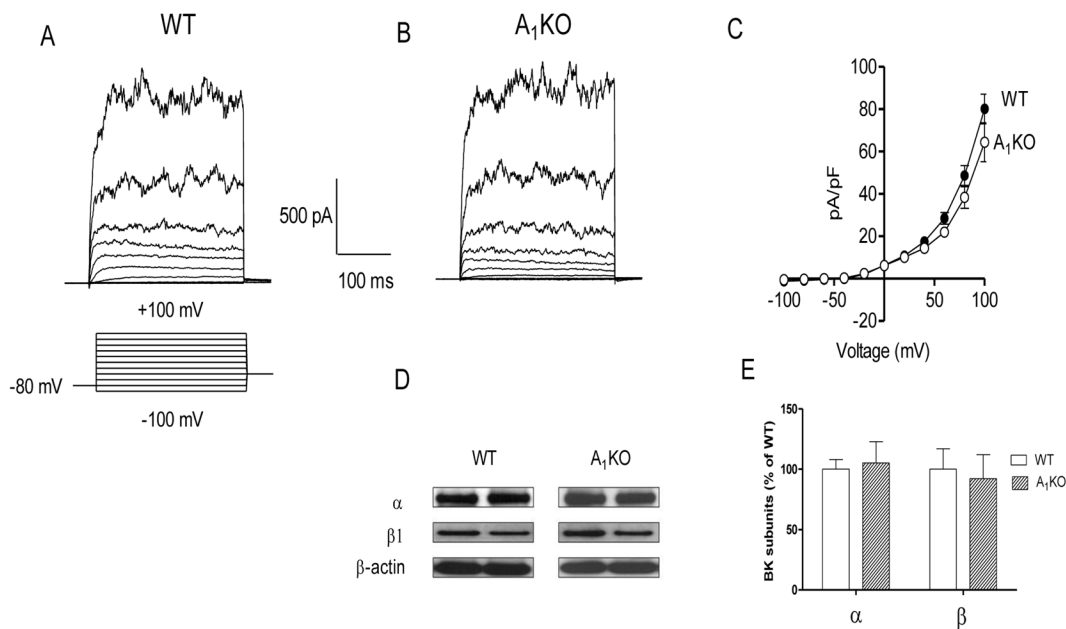 A
WT
B
A₁KO
500 pA
100 ms
+100 mV
-80 mV
-100 mV
C
100
80
60
40
20
-20
-100
-50
50
100
pA/pF
Voltage (mV)
WT
A₁KO
D
WT
A₁KO
α
β1
β-actin
E
150
100
50
0
BK subunits (% of WT)
α
β
WT
A₁KO